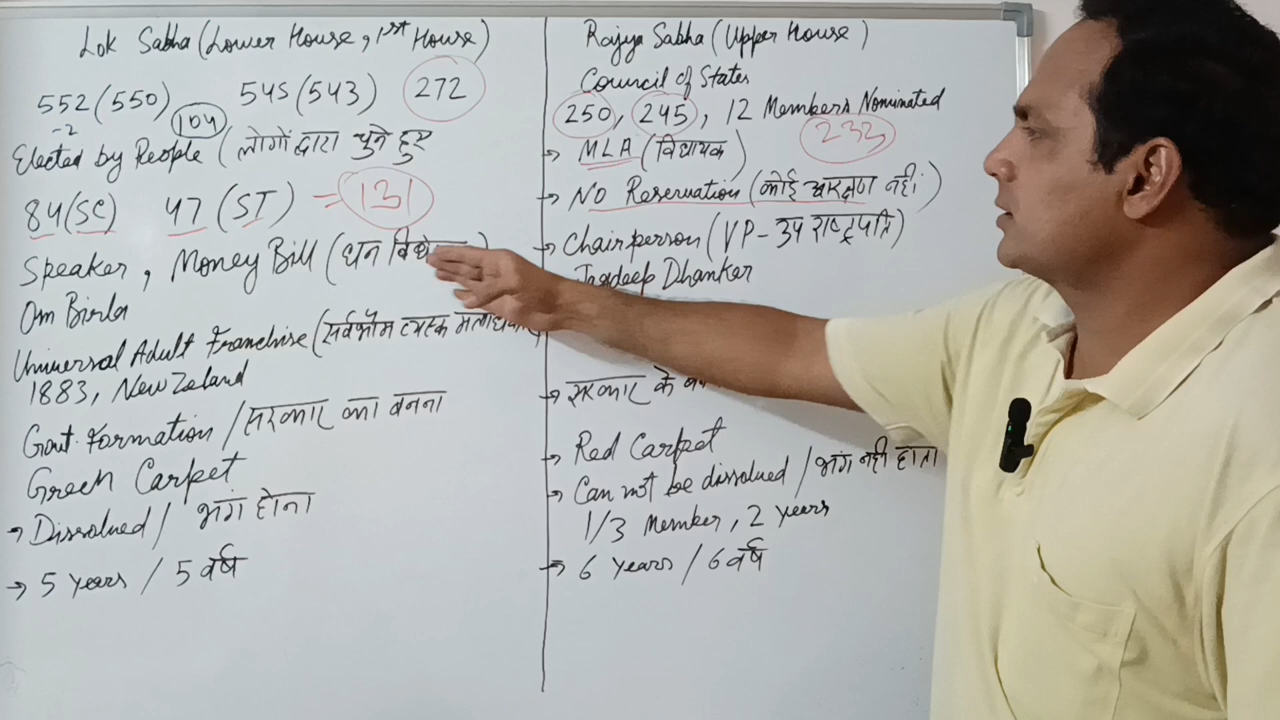 Lok Sabha (Lower House, 1st House)
552 (550) 545 (543) 272
-2 104
Elected by People (लोगों द्वारा चुने हुए
84 (SC) 47 (ST) = 131
Speaker, Money Bill (धन
Om Birla
Universal Adult Franchise (सर्वभौम व्यस्क
1883, New Zeland
Govt. Formation / सरकार का बनना
Green Carpet
→ Dissolved / भंग होना
→ 5 years / 5 वर्ष
Rajya Sabha (Upper House)
Council of States
250, 245, 12 Members Nominated
233
→ MLA (विधायक)
→ No Reservation (कोई आरक्षण नहीं)
→ Chairperson (VP - उप राष्ट्रपति)
Jagdeep Dhankar
→ सरकार के
→ Red Carpet
→ Can not be dissolved / भंग नही होता
1/3 Member, 2 years
→ 6 years / 6 वर्ष